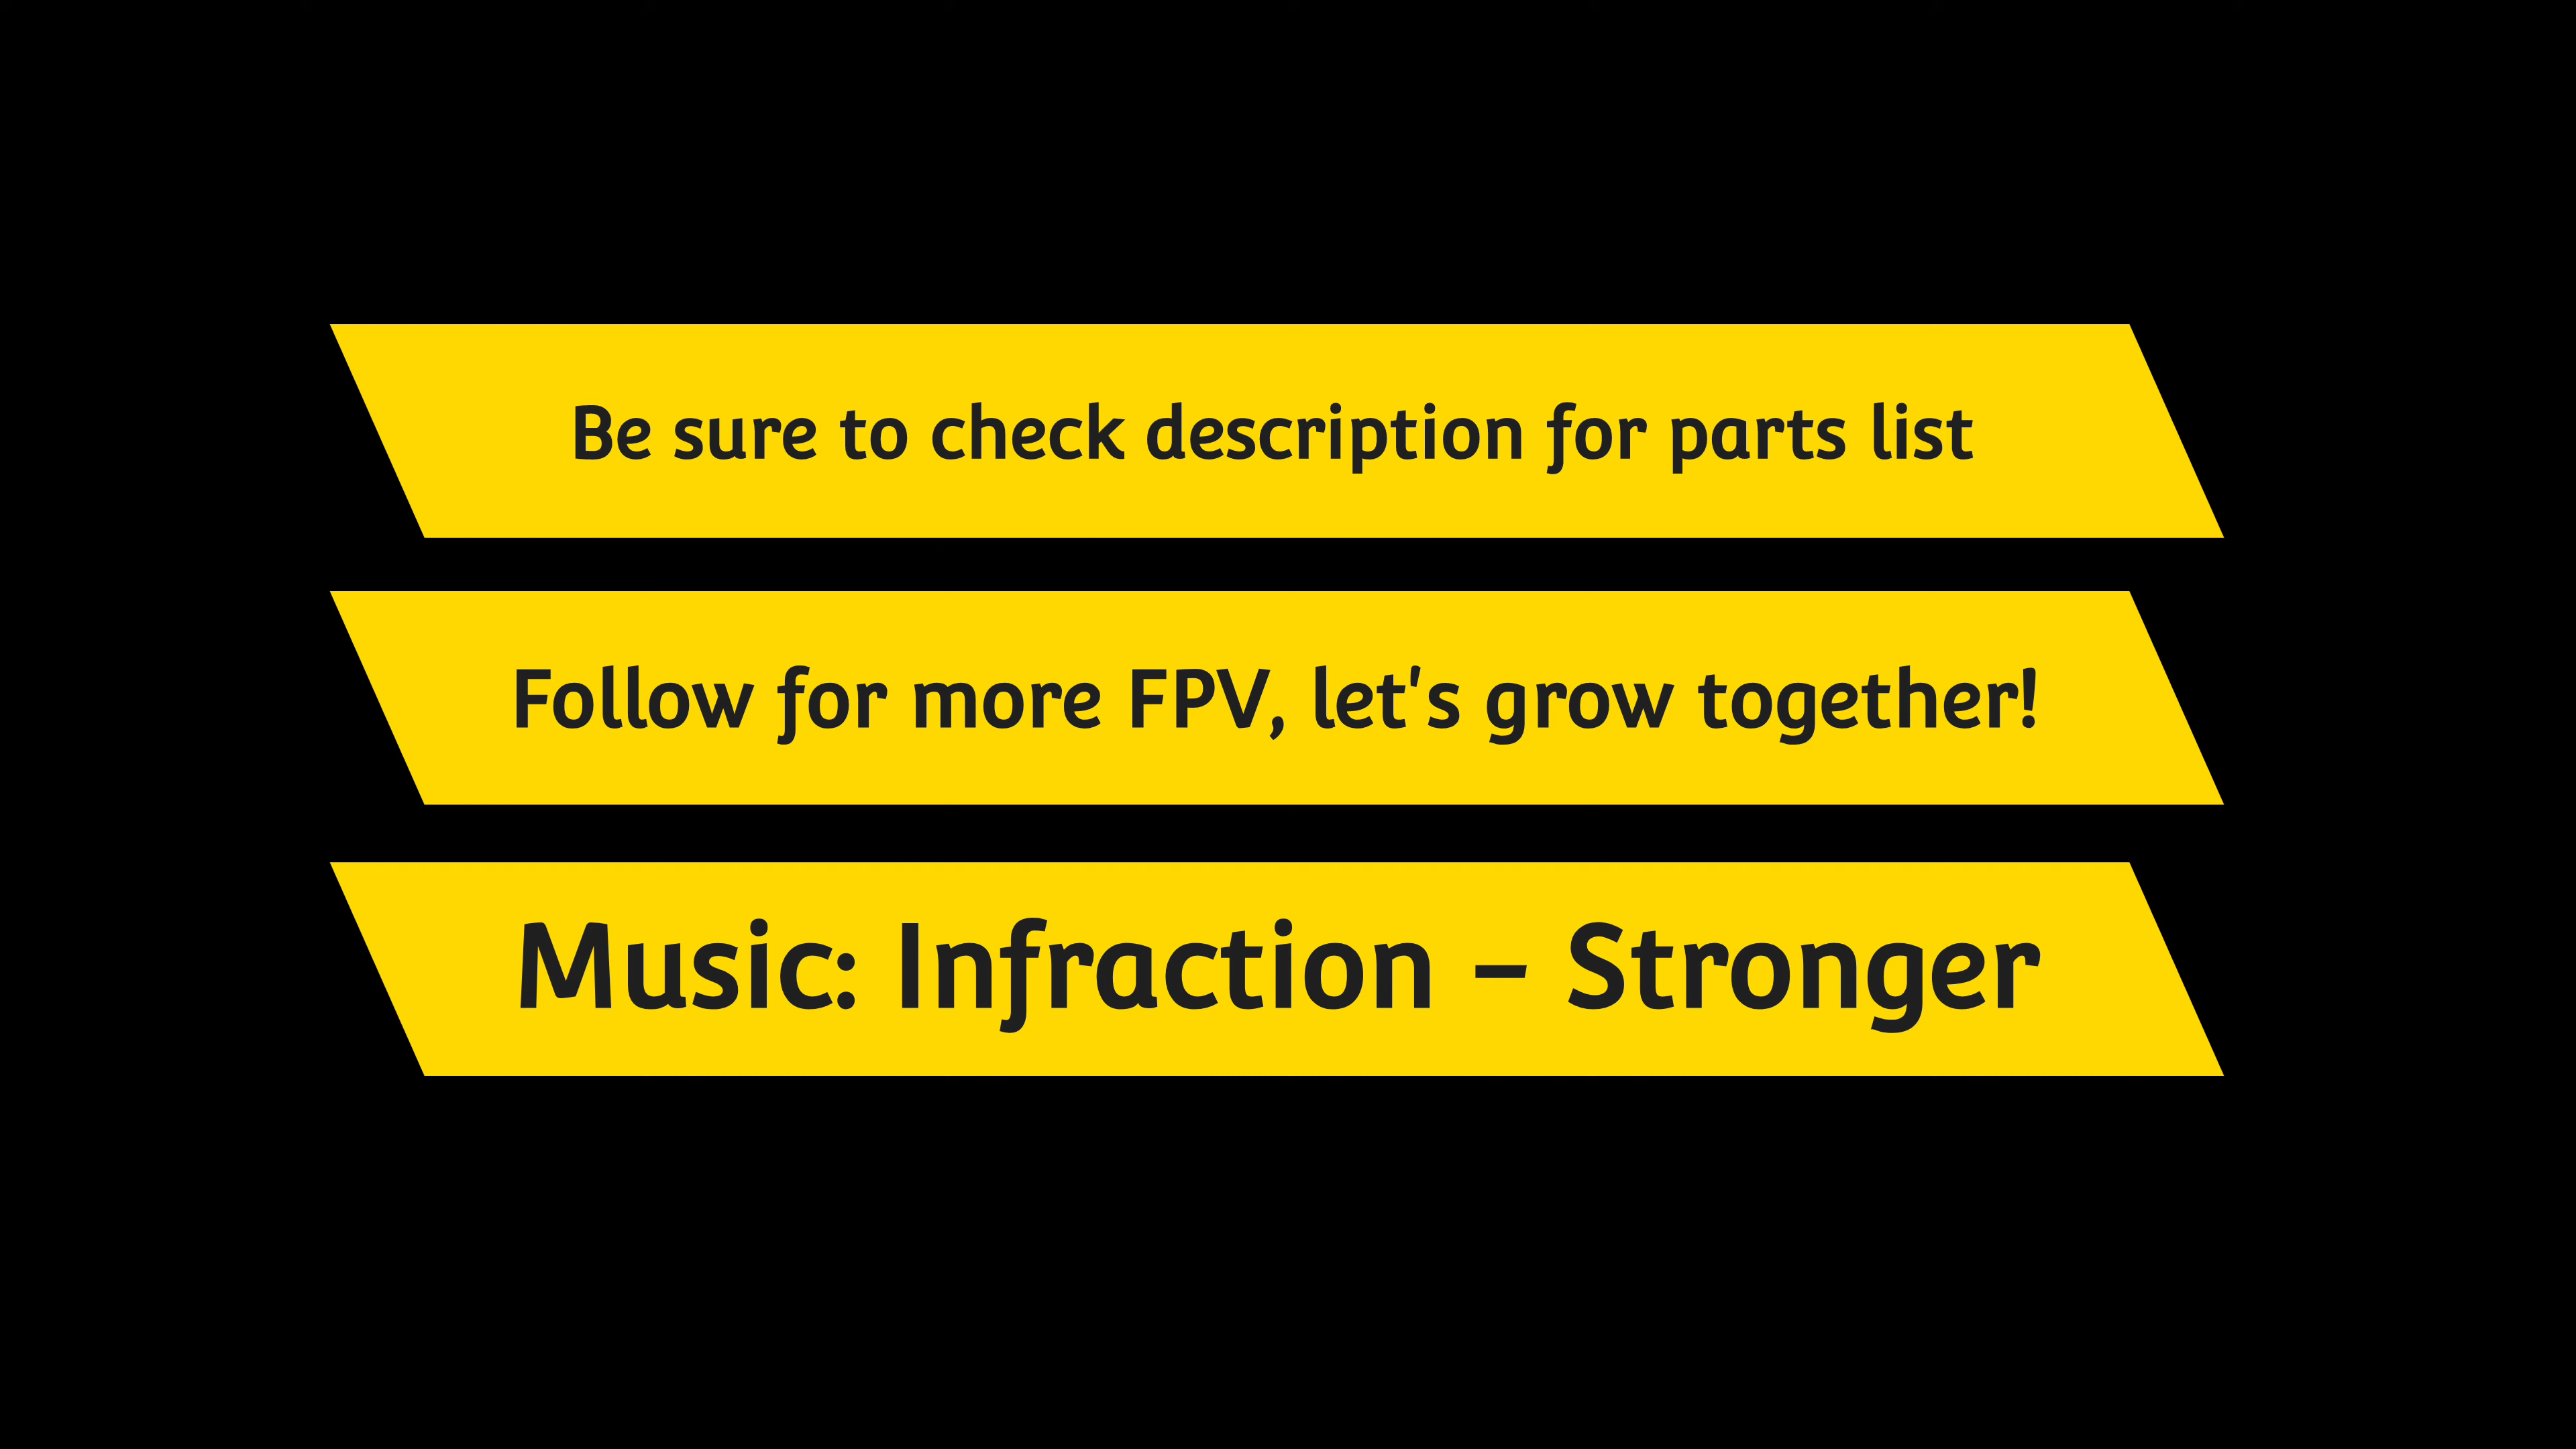 Be sure to check description for parts list
Follow for more FPV, let's grow together!
Music: Infraction – Stronger